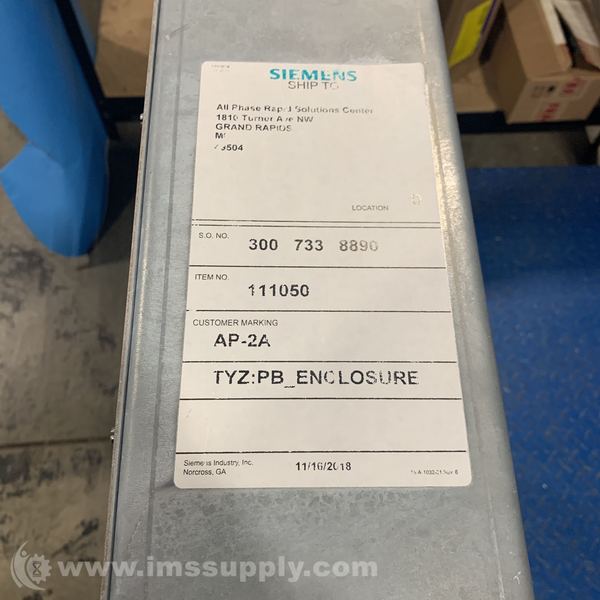 SIEMENS
SHIP TO
All Phase Rapid Solutions Center
1810 Turner Ave NW
GRAND RAPIDS
MI
49504
LOCATION
S.O. NO. 300 733 8890
ITEM NO. 111050
CUSTOMER MARKING
AP-2A
TYZ:PB_ENCLOSURE
Siemens Industry, Inc.
Norcross, GA
11/16/2018
www.imssupply.com